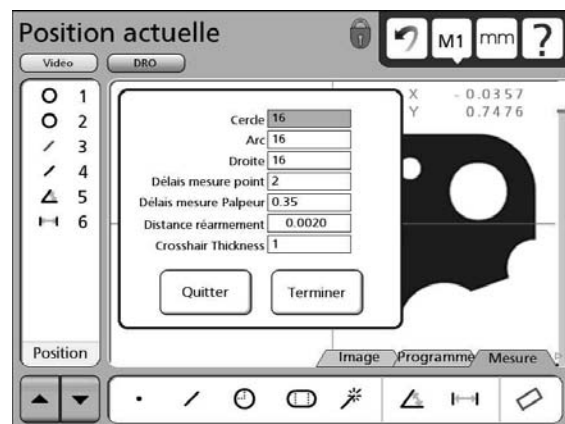 Position actuelle
M1 mm ?
Vidéo DRO
1
2
3
4
5
6
X - 0.0357
Y 0.7476
Cercle 16
Arc 16
Droite 16
Délais mesure point 2
Délais mesure Palpeur 0.35
Distance réarmement 0.0020
Crosshair Thickness 1
Quitter Terminer
Position
Image Programme Mesure